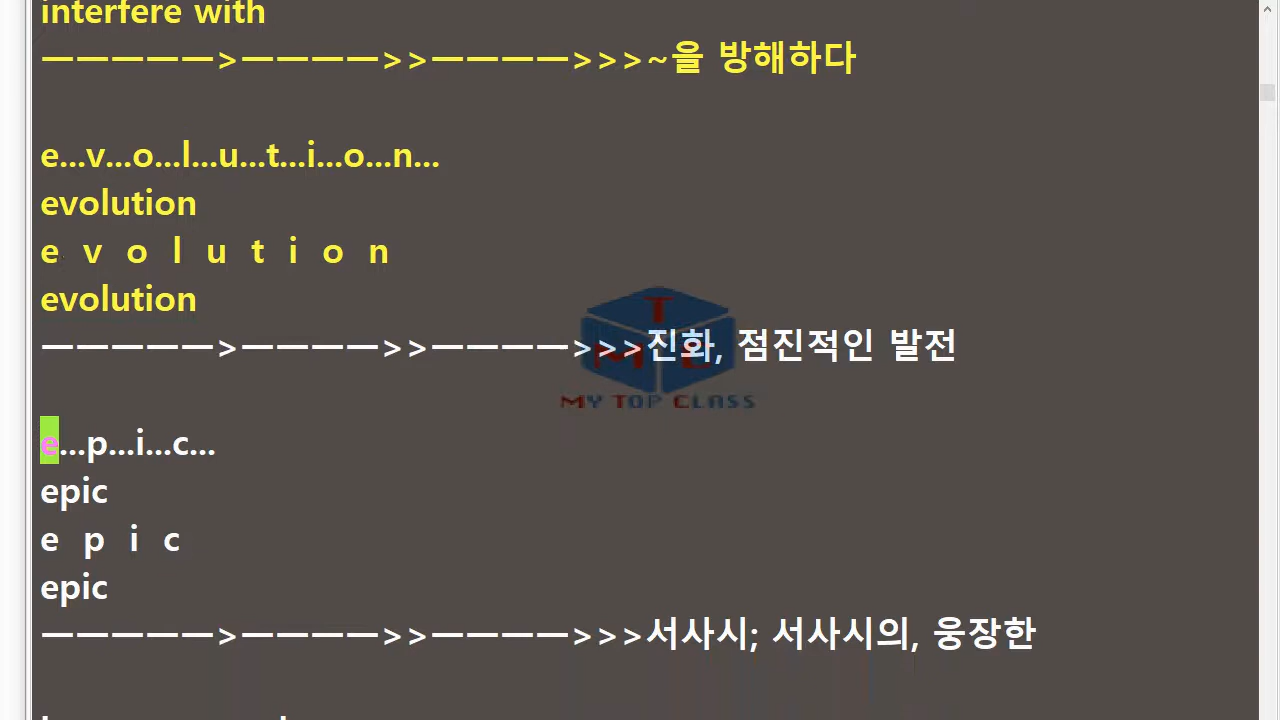 interfere with
—————>————>>————>>>~을 방해하다
e...v...o...l...u...t...i...o...n...
evolution
e v o l u t i o n
evolution
—————>————>>————>>>진화, 점진적인 발전
T
M C
MY TOP CLASS
e...p...i...c...
epic
e p i c
epic
—————>————>>————>>>서사시; 서사시의, 웅장한